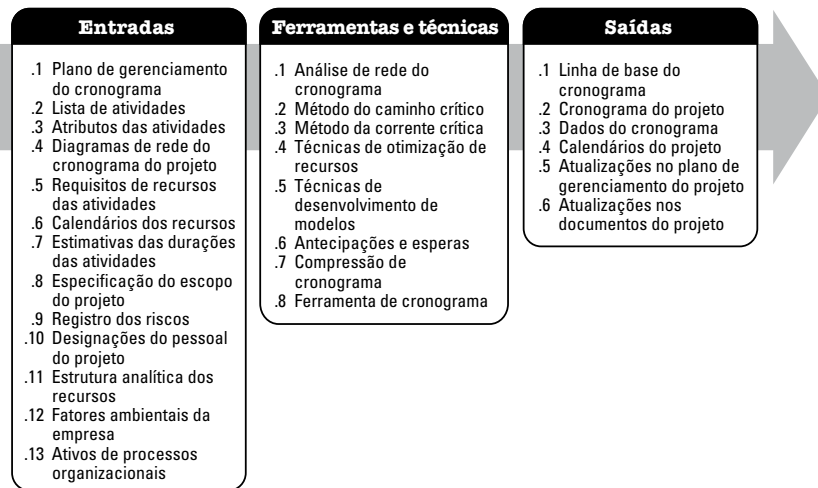 Entradas
.1 Plano de gerenciamento
do cronograma
.2 Lista de atividades
.3 Atributos das atividades
.4 Diagramas de rede do
cronograma do projeto
.5 Requisitos de recursos
das atividades
.6 Calendários dos recursos
.7 Estimativas das durações
das atividades
.8 Especificação do escopo
do projeto
.9 Registro dos riscos
.10 Designações do pessoal
do projeto
.11 Estrutura analítica dos
recursos
.12 Fatores ambientais da
empresa
.13 Ativos de processos
organizacionais
Ferramentas e técnicas
.1 Análise de rede do
cronograma
.2 Método do caminho crítico
.3 Método da corrente crítica
.4 Técnicas de otimização de
recursos
.5 Técnicas de
desenvolvimento de
modelos
.6 Antecipações e esperas
.7 Compressão de
cronograma
.8 Ferramenta de cronograma
Saídas
.1 Linha de base do
cronograma
.2 Cronograma do projeto
.3 Dados do cronograma
.4 Calendários do projeto
.5 Atualizações no plano de
gerenciamento do projeto
.6 Atualizações nos
documentos do projeto